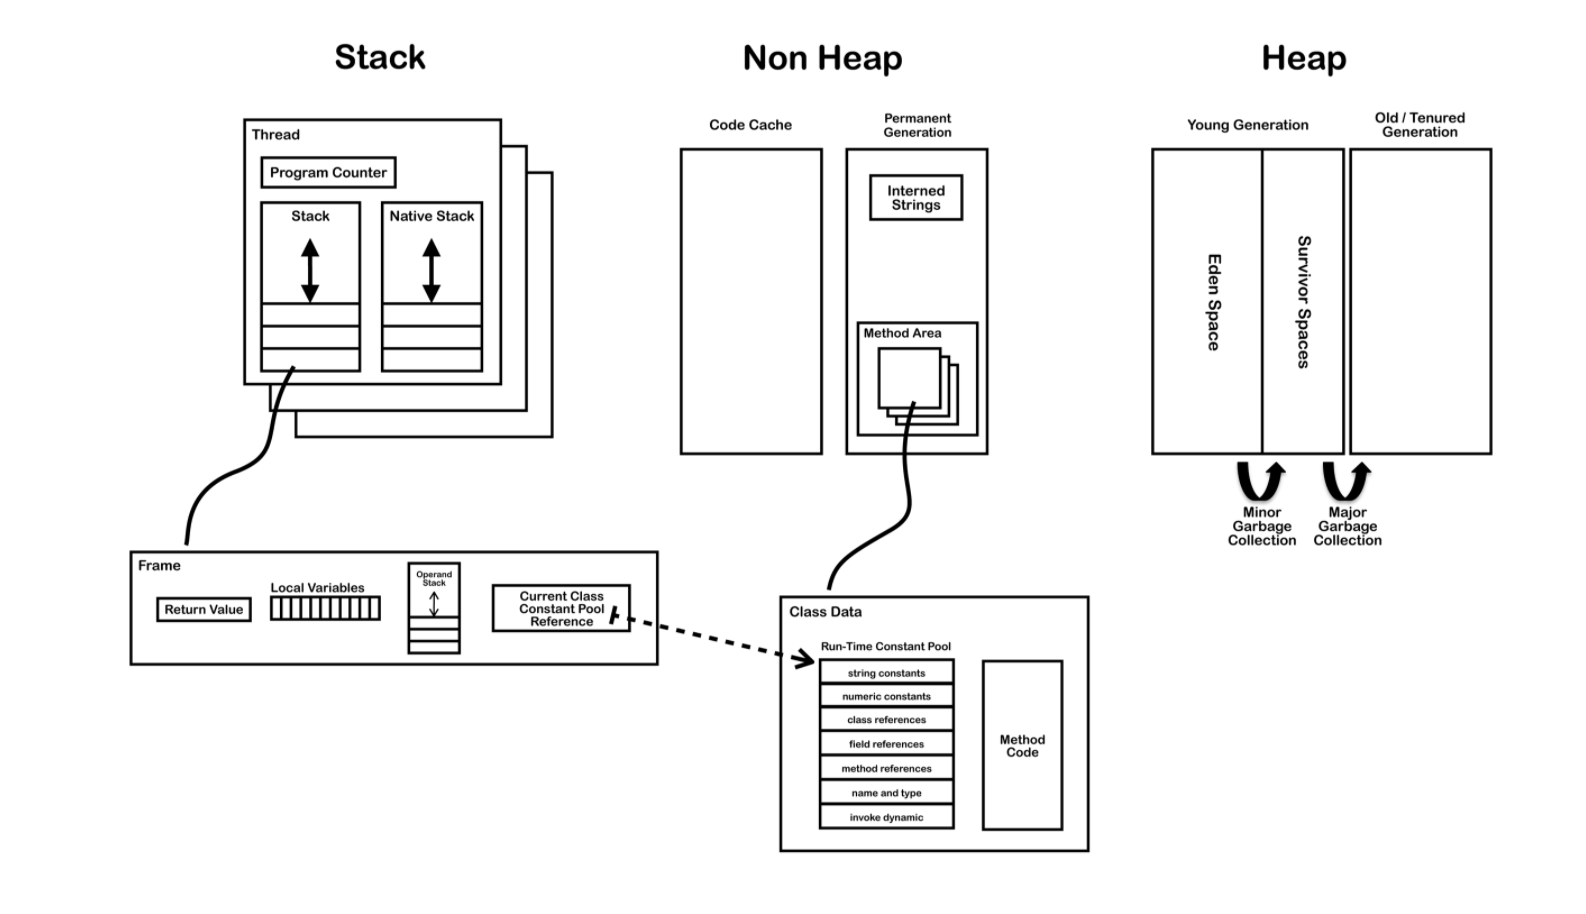 Stack
Non Heap
Heap
Thread
Program Counter
Stack
Native Stack
Code Cache
Permanent
Generation
Interned
Strings
Method Area
Young Generation
Old / Tenured
Generation
Eden Space
Survivor Spaces
Minor
Garbage
Collection
Major
Garbage
Collection
Frame
Return Value
Local Variables
Operand
Stack
Current Class
Constant Pool
Reference
Class Data
Run-Time Constant Pool
string constants
numeric constants
class references
field references
method references
name and type
invoke dynamic
Method
Code